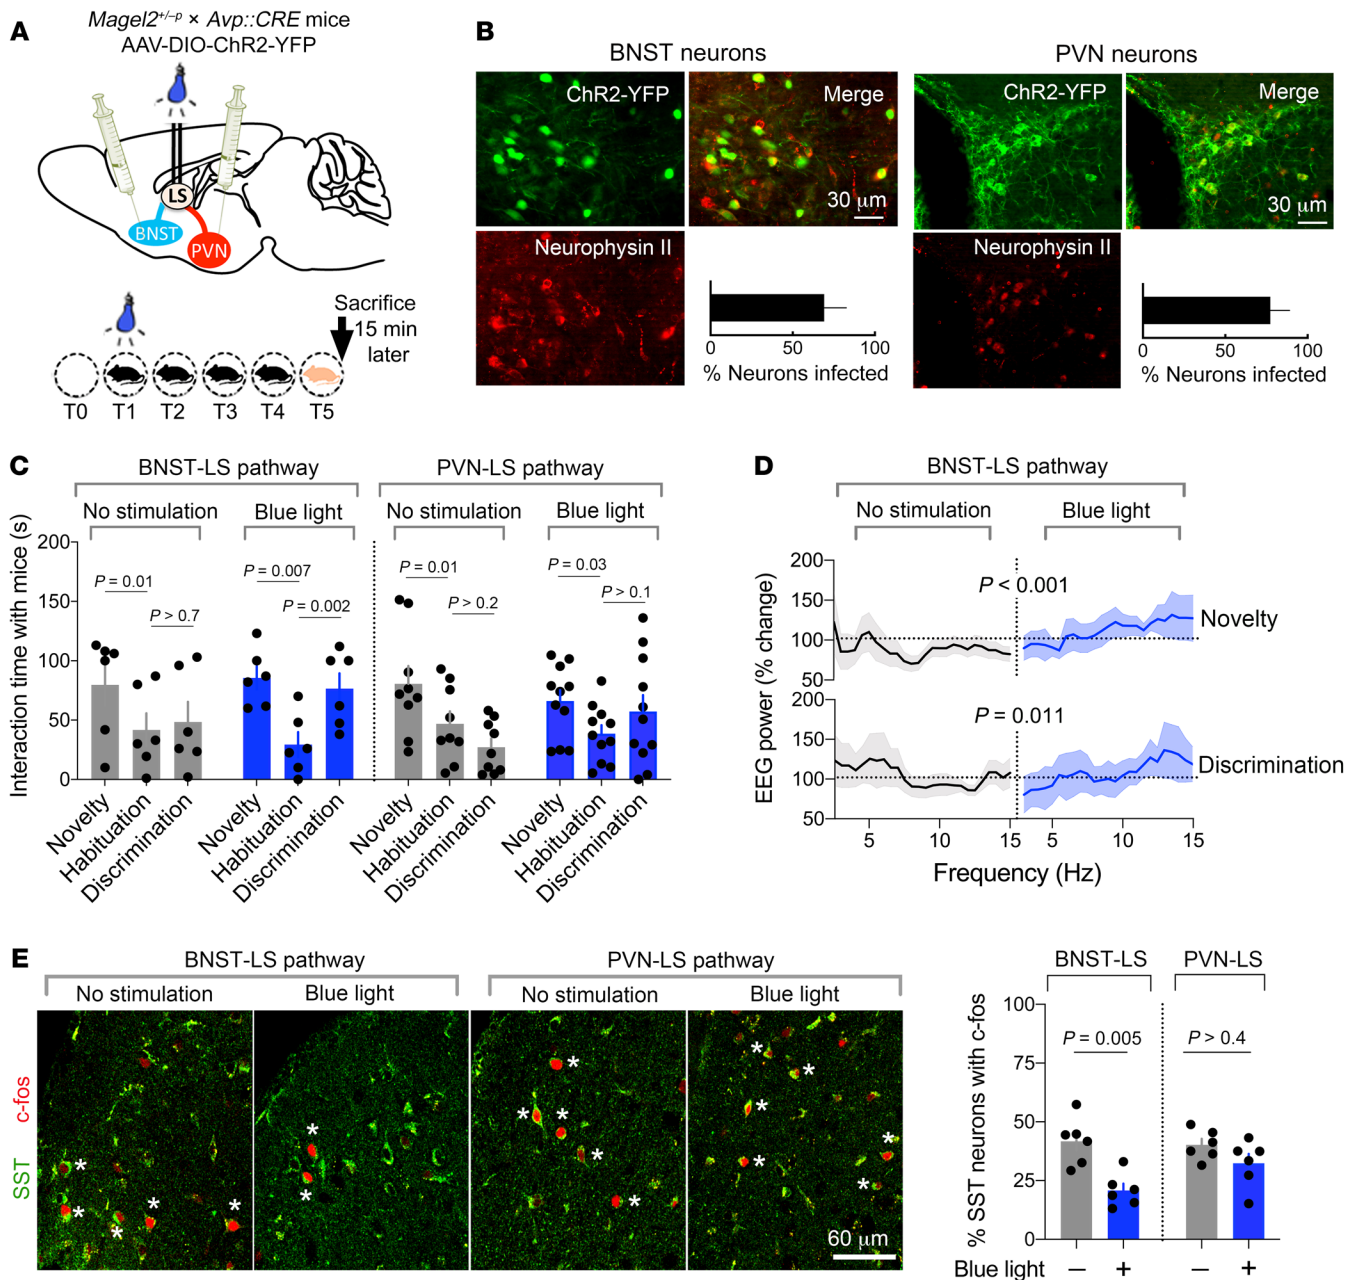 A
Magel2+/–p × Avp::CRE mice
AAV-DIO-ChR2-YFP
LS
BNST
PVN
Sacrifice
15 min
later
T0 T1 T2 T3 T4 T5
B
BNST neurons
ChR2-YFP
Merge
30 μm
Neurophysin II
0 50 100
% Neurons infected
PVN neurons
ChR2-YFP
Merge
30 μm
Neurophysin II
0 50 100
% Neurons infected
C
BNST-LS pathway
PVN-LS pathway
No stimulation
Blue light
No stimulation
Blue light
Interaction time with mice (s)
200
150
100
50
0
P = 0.01
P > 0.7
P = 0.007
P = 0.002
P = 0.01
P > 0.2
P = 0.03
P > 0.1
Novelty
Habituation
Discrimination
Novelty
Habituation
Discrimination
Novelty
Habituation
Discrimination
Novelty
Habituation
Discrimination
D
BNST-LS pathway
No stimulation
Blue light
EEG power (% change)
200
150
100
50
P < 0.001
Novelty
200
150
100
50
P = 0.011
Discrimination
5 10 15 5 10 15
Frequency (Hz)
E
BNST-LS pathway
PVN-LS pathway
No stimulation
Blue light
No stimulation
Blue light
SST c-fos
* * * * *
* *
* * * * *
* * * * * *
60 μm
BNST-LS
PVN-LS
% SST neurons with c-fos
100
75
50
25
0
P = 0.005
P > 0.4
Blue light – + – +